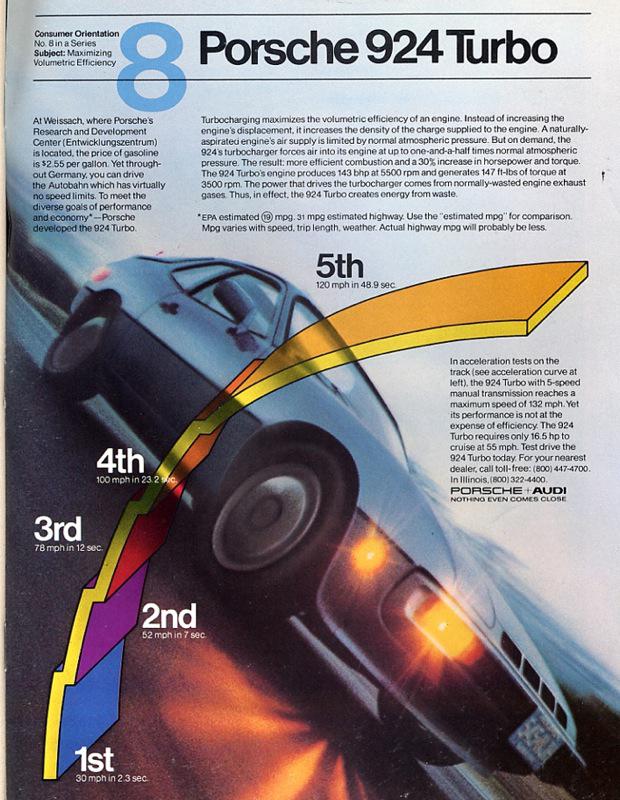 Consumer Orientation
No. 8 in a Series
Subject: Maximizing
Volumetric Efficiency
8
Porsche 924 Turbo
At Weissach, where Porsche's
Research and Development
Center (Entwicklungszentrum)
is located, the price of gasoline
is $2.55 per gallon. Yet through-
out Germany, you can drive
the Autobahn which has virtually
no speed limits. To meet the
diverse goals of performance
and economy*—Porsche
developed the 924 Turbo.
Turbocharging maximizes the volumetric efficiency of an engine. Instead of increasing the
engine's displacement, it increases the density of the charge supplied to the engine. A naturally-
aspirated engine's air supply is limited by normal atmospheric pressure. But on demand, the
924's turbocharger forces air into its engine at up to one-and-a-half times normal atmospheric
pressure. The result: more efficient combustion and a 30% increase in horsepower and torque.
The 924 Turbo's engine produces 143 bhp at 5500 rpm and generates 147 ft-lbs of torque at
3500 rpm. The power that drives the turbocharger comes from normally-wasted engine exhaust
gases. Thus, in effect, the 924 Turbo creates energy from waste.
*EPA estimated 19 mpg. 31 mpg estimated highway. Use the "estimated mpg" for comparison.
Mpg varies with speed, trip length, weather. Actual highway mpg will probably be less.
5th
120 mph in 48.9 sec.
In acceleration tests on the
track (see acceleration curve at
left), the 924 Turbo with 5-speed
manual transmission reaches a
maximum speed of 132 mph. Yet
its performance is not at the
expense of efficiency. The 924
Turbo requires only 16.5 hp to
cruise at 55 mph. Test drive the
924 Turbo today. For your nearest
dealer, call toll-free: (800) 447-4700.
In Illinois, (800) 322-4400.
PORSCHE+AUDI
NOTHING EVEN COMES CLOSE
4th
100 mph in 23.2 sec.
3rd
78 mph in 12 sec.
2nd
52 mph in 7 sec.
1st
30 mph in 2.3 sec.